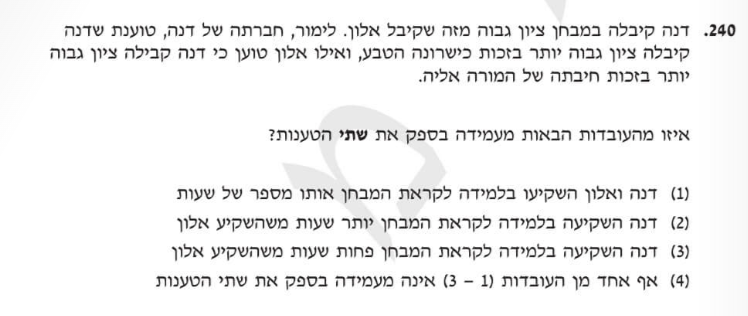 240. דנה קיבלה במבחן ציון גבוה מזה שקיבל אלון. לימור, חברתה של דנה, טוענת שדנה
קיבלה ציון גבוה יותר בזכות כישרונה הטבע, ואילו אלון טוען כי דנה קבילה ציון גבוה
יותר בזכות חיבתה של המורה אליה.
איזו מהעובדות הבאות מעמידה בספק את שתי הטענות?
(1) דנה ואלון השקיעו בלמידה לקראת המבחן אותו מספר של שעות
(2) דנה השקיעה בלמידה לקראת המבחן יותר שעות משהשקיע אלון
(3) דנה השקיעה בלמידה לקראת המבחן פחות שעות משהשקיע אלון
(4) אף אחד מן העובדות (1 – 3) אינה מעמידה בספק את שתי הטענות